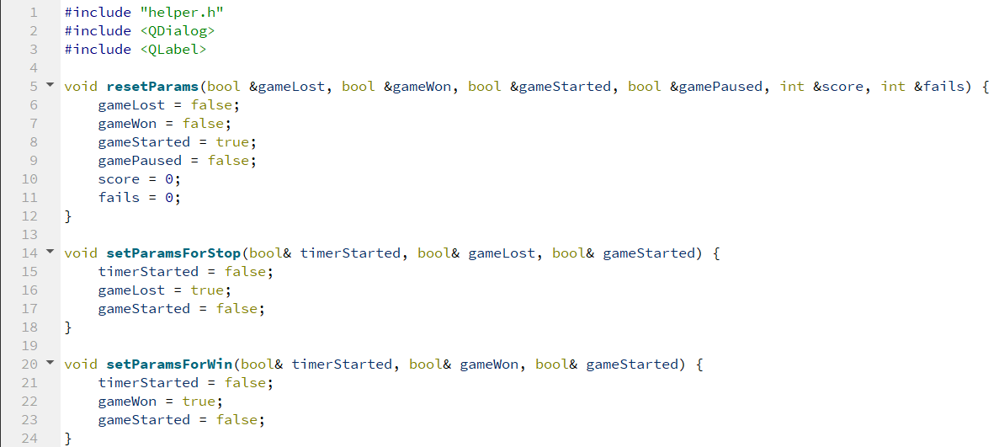 1 #include "helper.h"
2 #include <QDialog>
3 #include <QLabel>
4
5 void resetParams(bool &gameLost, bool &gameWon, bool &gameStarted, bool &gamePaused, int &score, int &fails) {
6     gameLost = false;
7     gameWon = false;
8     gameStarted = true;
9     gamePaused = false;
10     score = 0;
11     fails = 0;
12 }
13
14 void setParamsForStop(bool& timerStarted, bool& gameLost, bool& gameStarted) {
15     timerStarted = false;
16     gameLost = true;
17     gameStarted = false;
18 }
19
20 void setParamsForWin(bool& timerStarted, bool& gameWon, bool& gameStarted) {
21     timerStarted = false;
22     gameWon = true;
23     gameStarted = false;
24 }